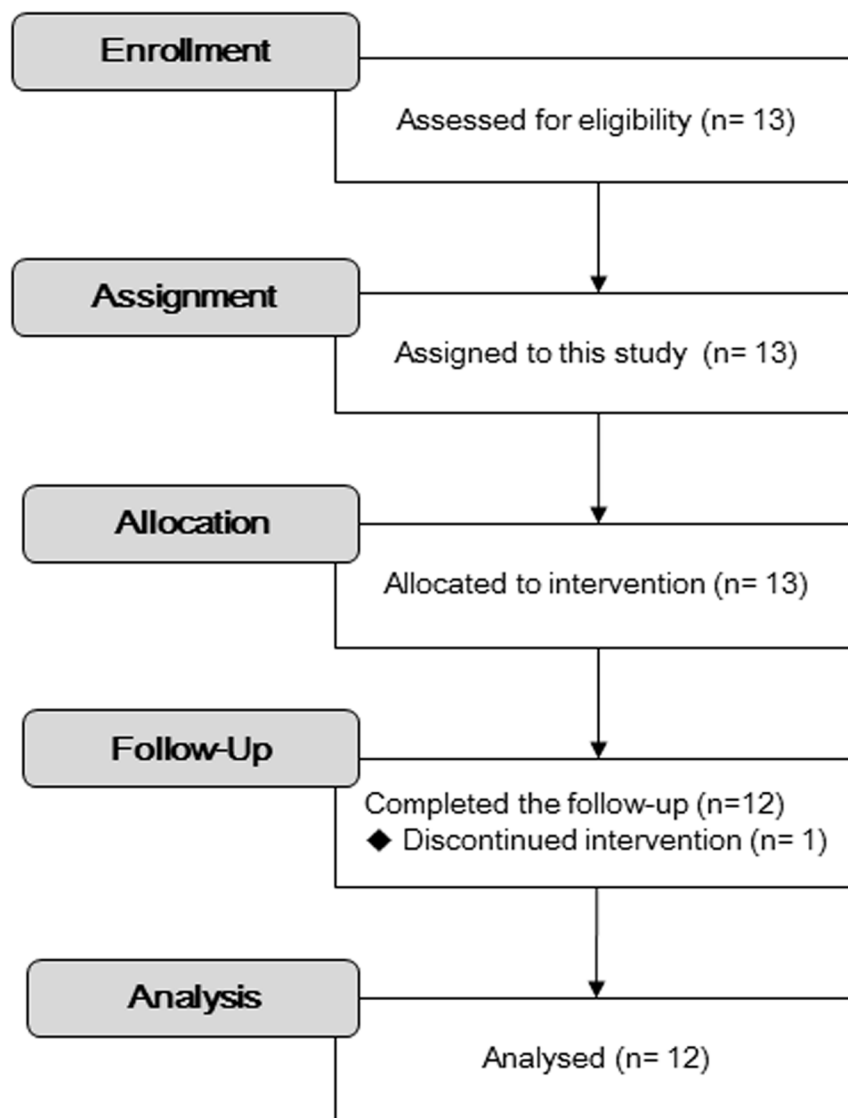 Enrollment
Assessed for eligibility (n= 13)
Assignment
Assigned to this study  (n= 13)
Allocation
Allocated to intervention (n= 13)
Follow-Up
Completed the follow-up (n=12)
◆ Discontinued intervention (n= 1)
Analysis
Analysed (n= 12)